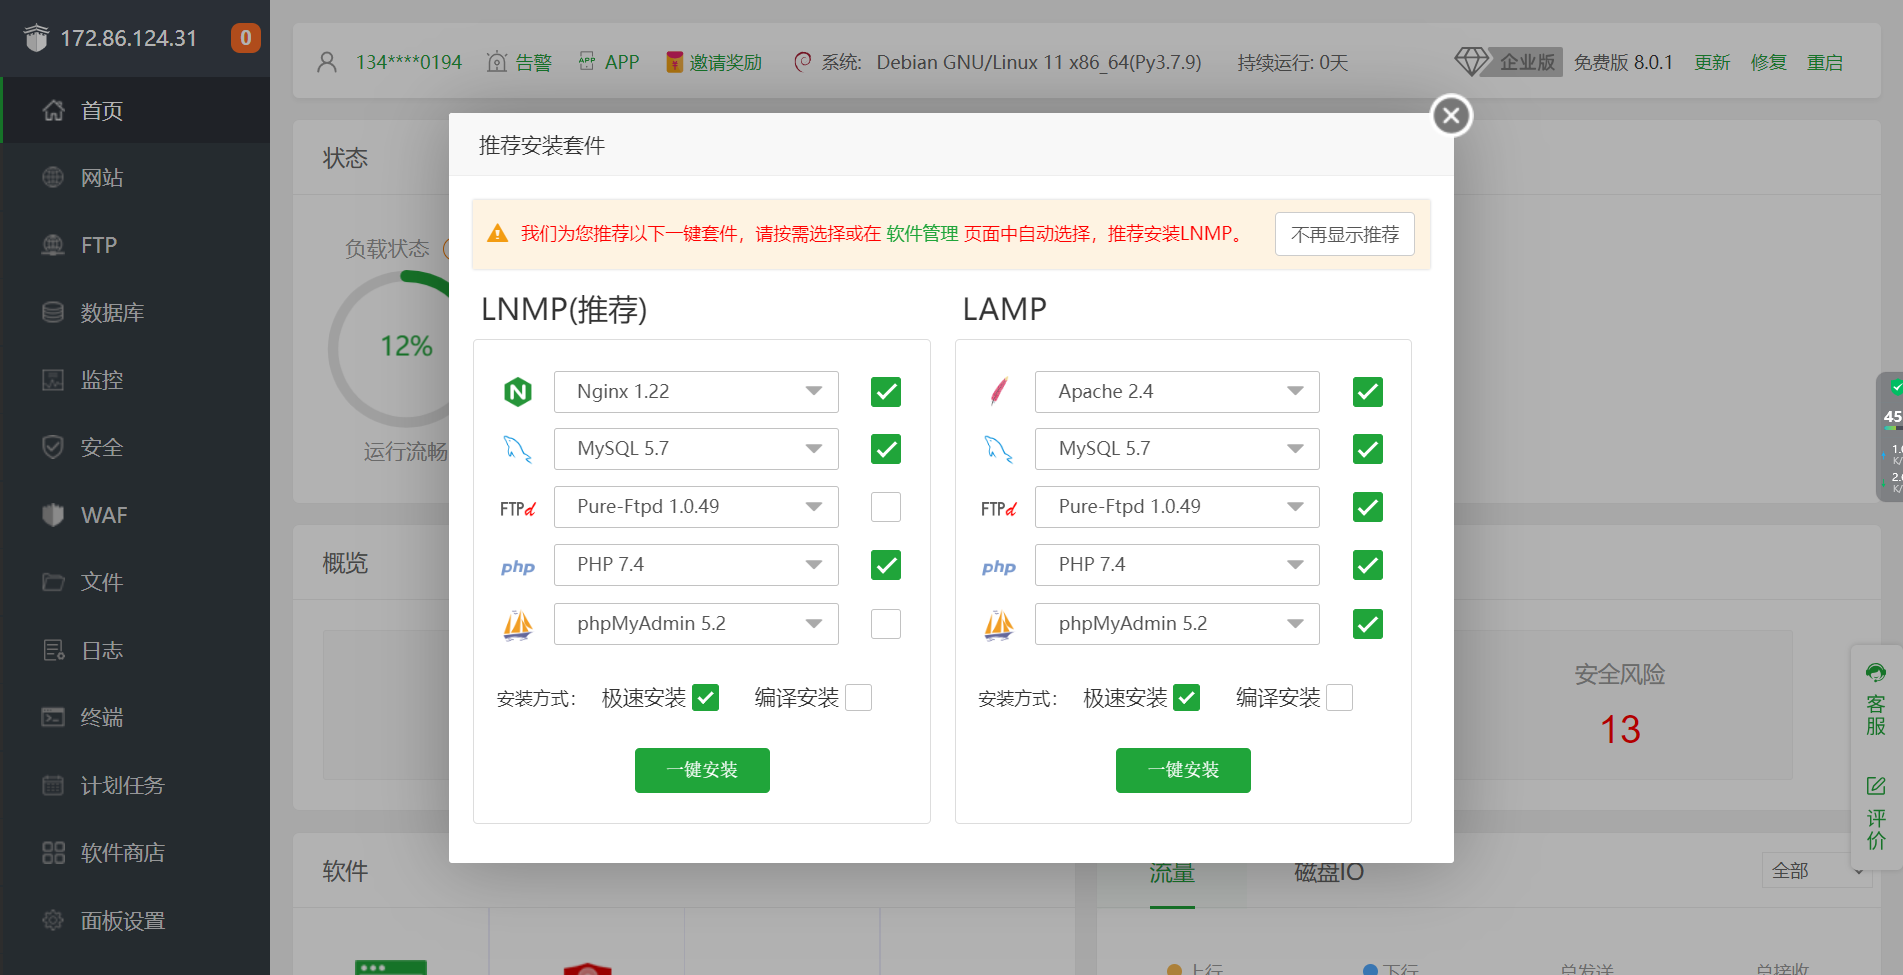 172.86.124.31
0
首页
网站
FTP
数据库
监控
安全
WAF
文件
日志
终端
计划任务
软件商店
面板设置
134****0194
告警
APP
邀请奖励
系统:
Debian GNU/Linux 11 x86_64(Py3.7.9)
持续运行: 0天
企业版
免费版 8.0.1
更新
修复
重启
状态
负载状态
12%
运行流畅
概览
安全风险
13
软件
流量
磁盘IO
全部
上行
下行
总发送
总接收
推荐安装套件
我们为您推荐以下一键套件，请按需选择或在 软件管理 页面中自动选择，推荐安装LNMP。
不再显示推荐
LNMP(推荐)
Nginx 1.22
MySQL 5.7
FTPd
Pure-Ftpd 1.0.49
php
PHP 7.4
phpMyAdmin 5.2
安装方式：
极速安装
编译安装
一键安装
LAMP
Apache 2.4
MySQL 5.7
FTPd
Pure-Ftpd 1.0.49
php
PHP 7.4
phpMyAdmin 5.2
安装方式：
极速安装
编译安装
一键安装
45
客服
评价